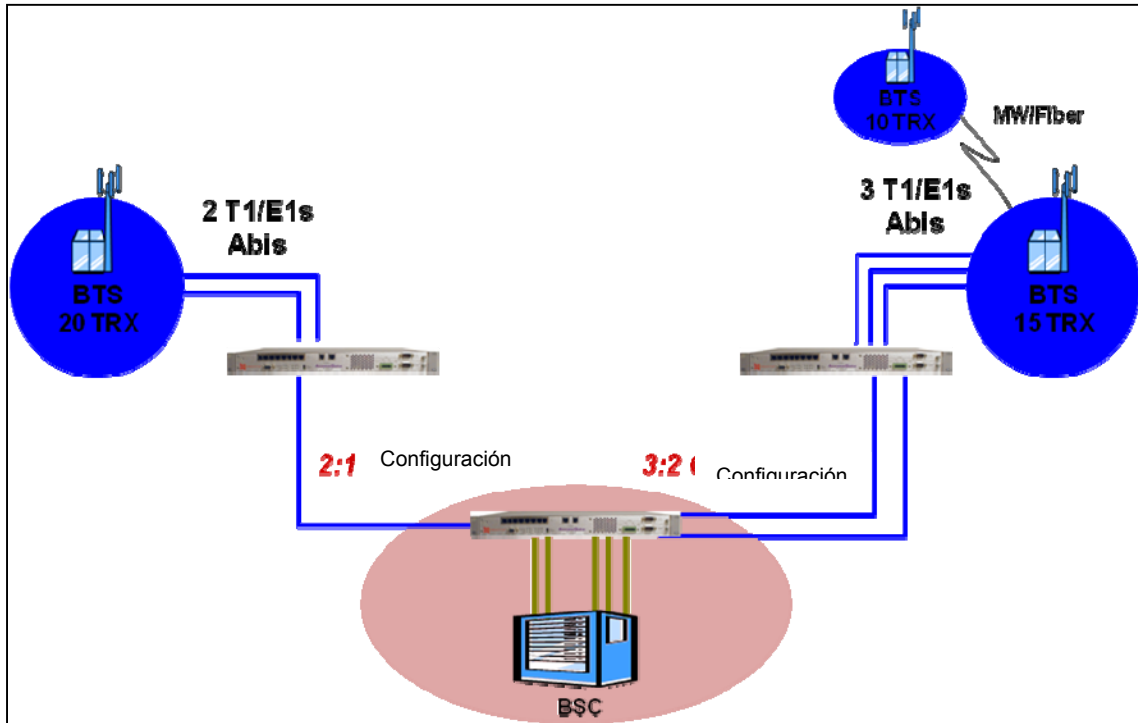 BTS
10 TRX
MW/Fiber
2 T1/E1s
Abis
3 T1/E1s
Abis
BTS
20 TRX
BTS
15 TRX
2:1 Configuración
3:2 Configuración
BSC